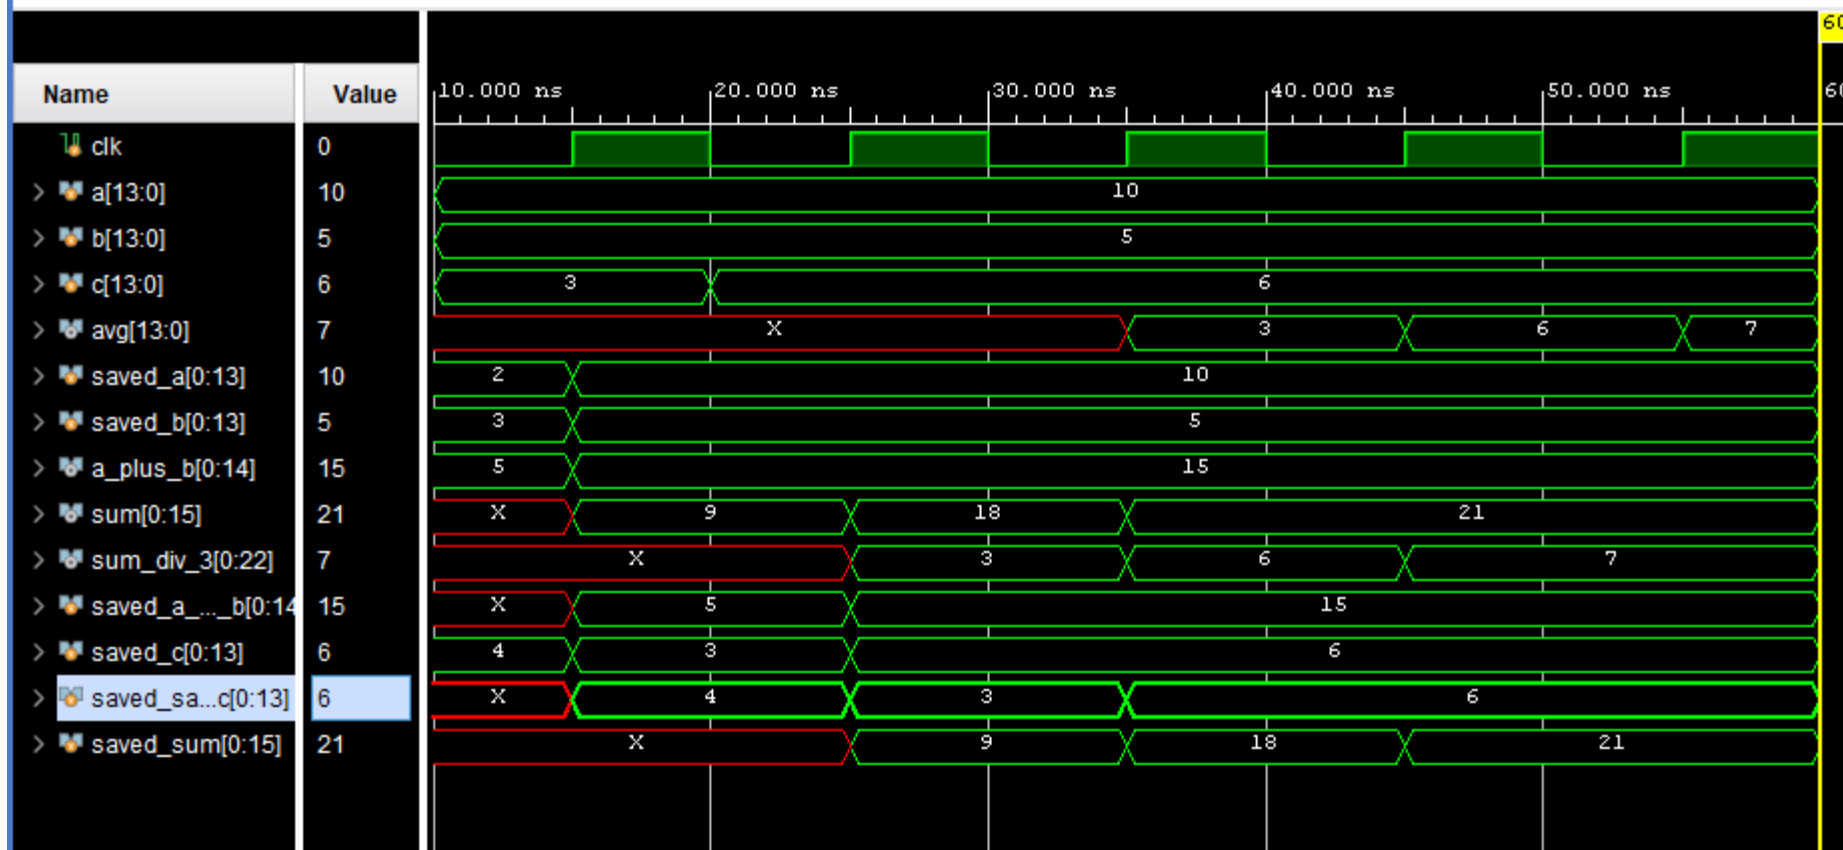 60
Name Value 10.000 ns 20.000 ns 30.000 ns 40.000 ns 50.000 ns 60
clk 0
a[13:0] 10 10
b[13:0] 5 5
c[13:0] 6 3 6
avg[13:0] 7 X 3 6 7
saved_a[0:13] 10 2 10
saved_b[0:13] 5 3 5
a_plus_b[0:14] 15 5 15
sum[0:15] 21 X 9 18 21
sum_div_3[0:22] 7 X 3 6 7
saved_a_..._b[0:14 15 X 5 15
saved_c[0:13] 6 4 3 6
saved_sa...c[0:13] 6 X 4 3 6
saved_sum[0:15] 21 X 9 18 21